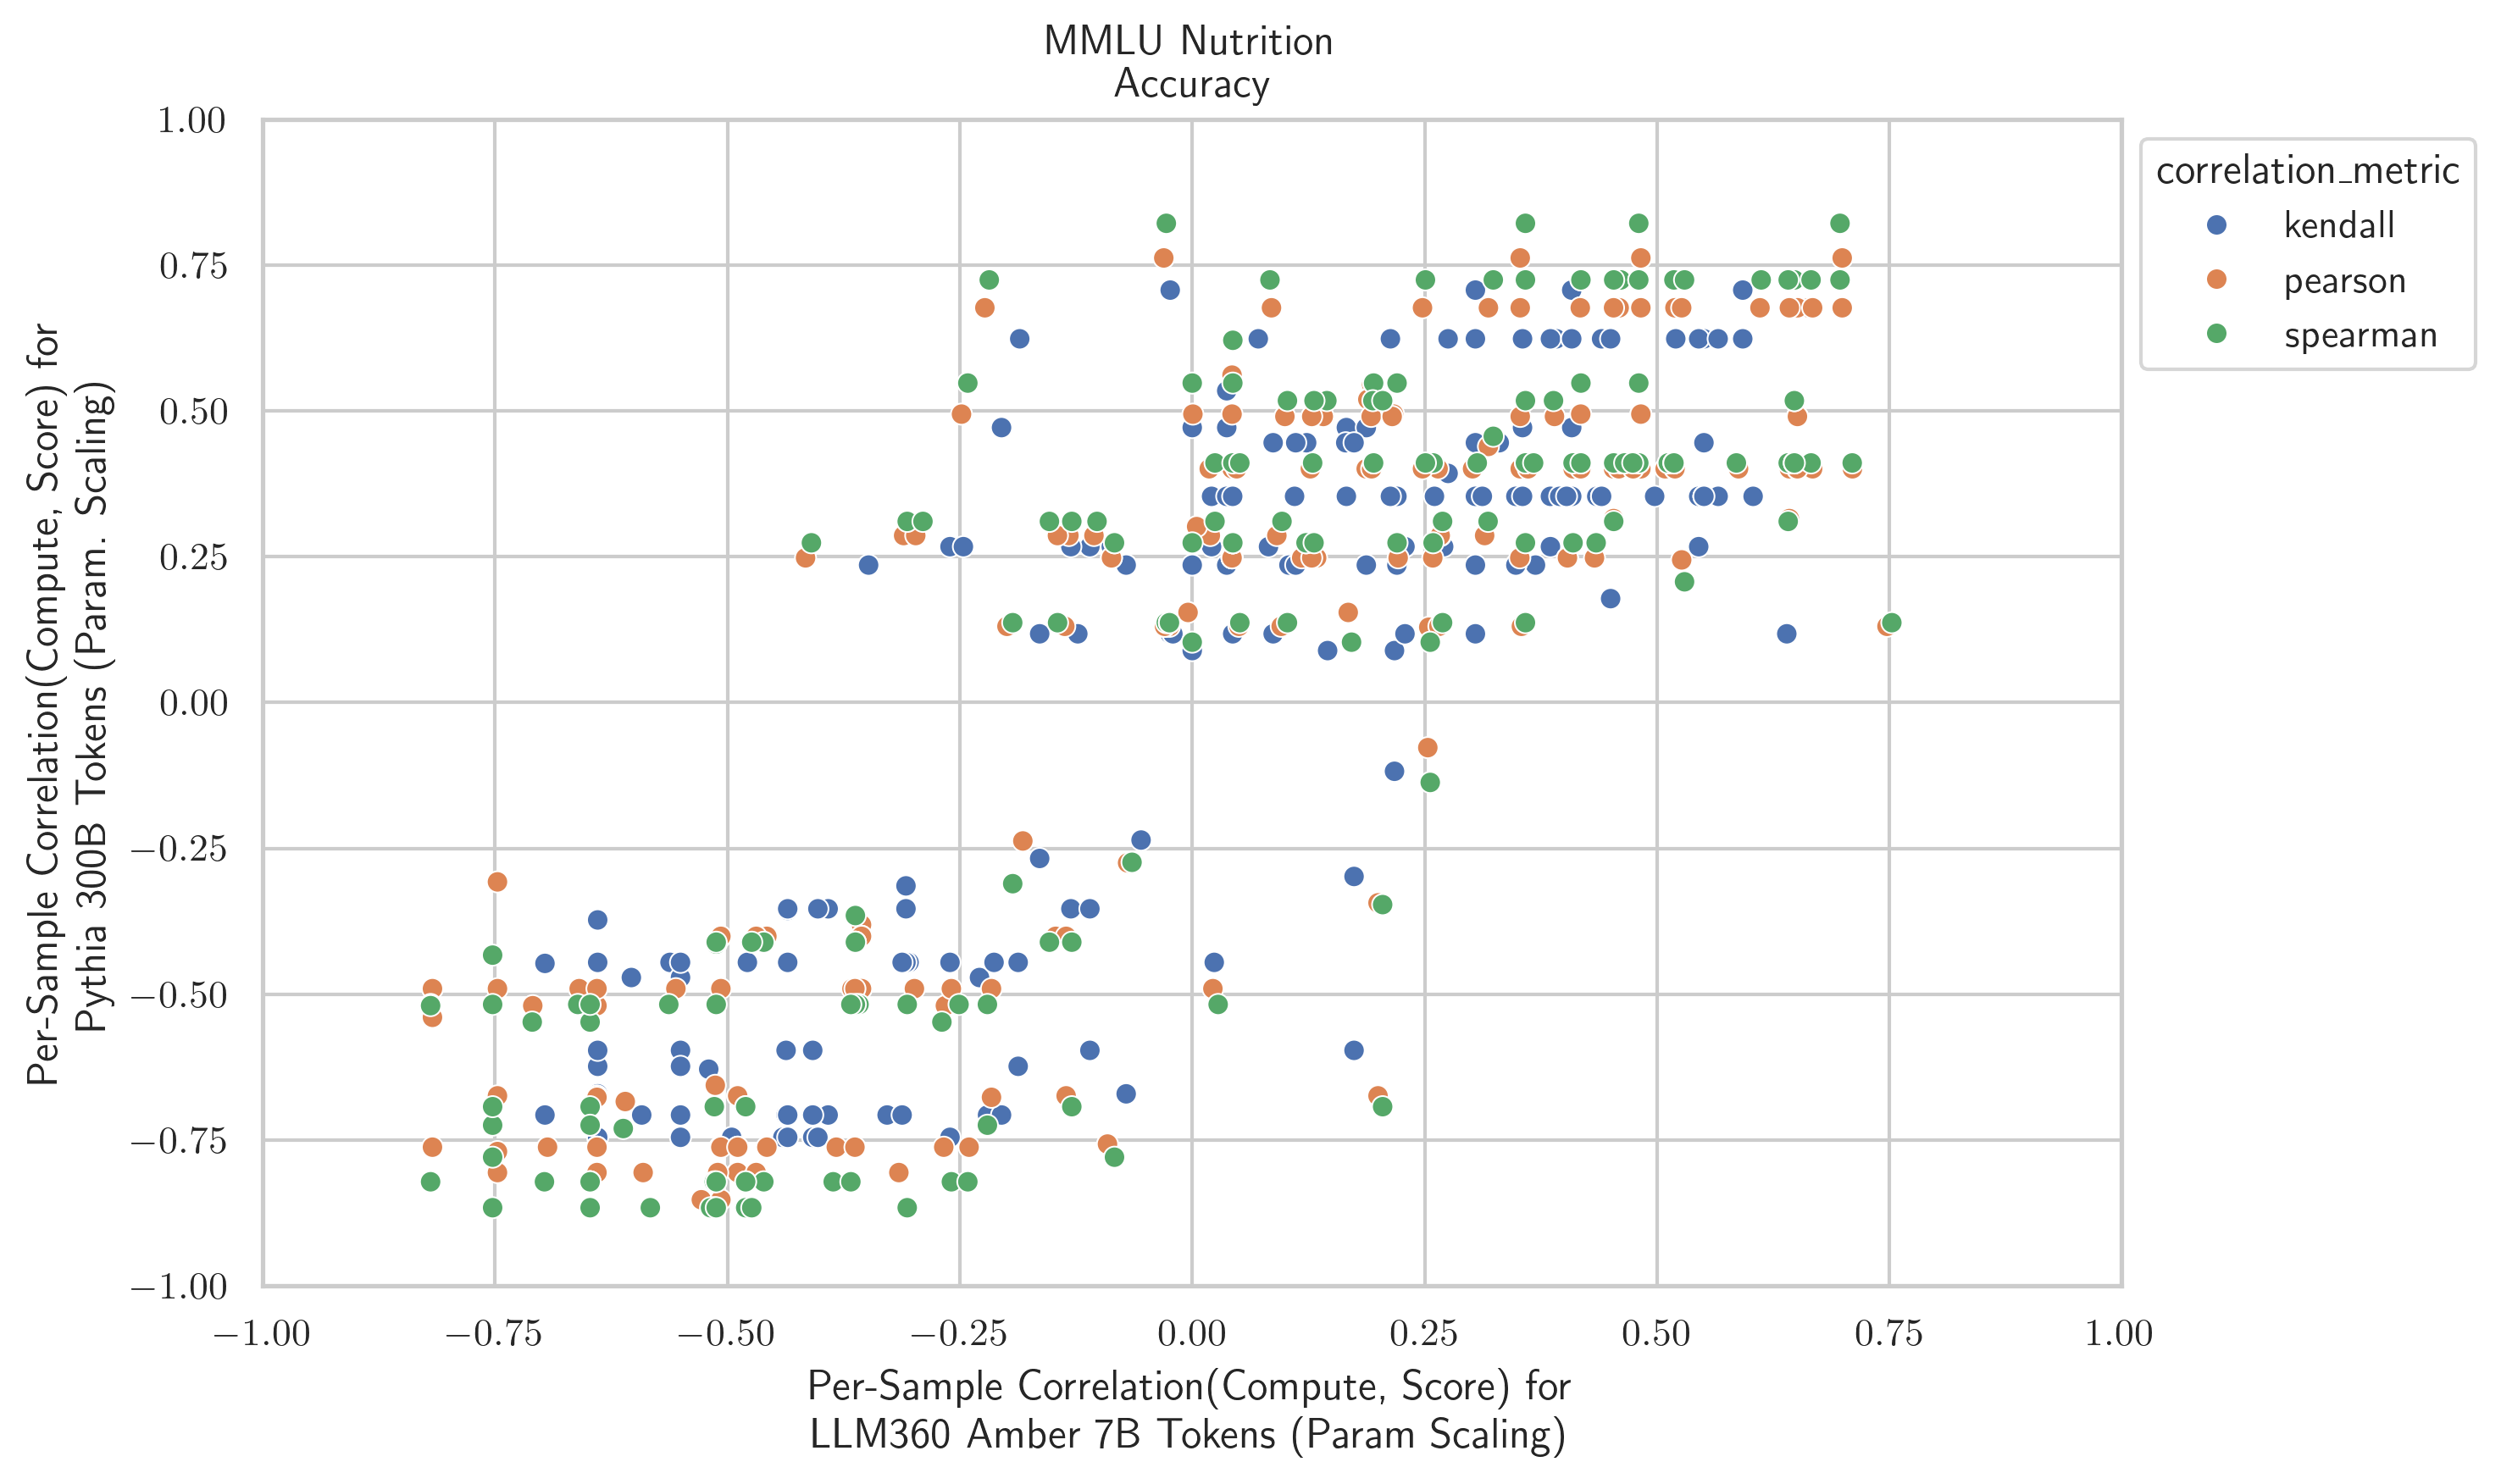 MMLU Nutrition
Accuracy
Per-Sample Correlation(Compute, Score) for
Pythia 300B Tokens (Param. Scaling)
1.00
0.75
0.50
0.25
0.00
−0.25
−0.50
−0.75
−1.00
−1.00
−0.75
−0.50
−0.25
0.00
0.25
0.50
0.75
1.00
Per-Sample Correlation(Compute, Score) for
LLM360 Amber 7B Tokens (Param Scaling)
correlation_metric
kendall
pearson
spearman